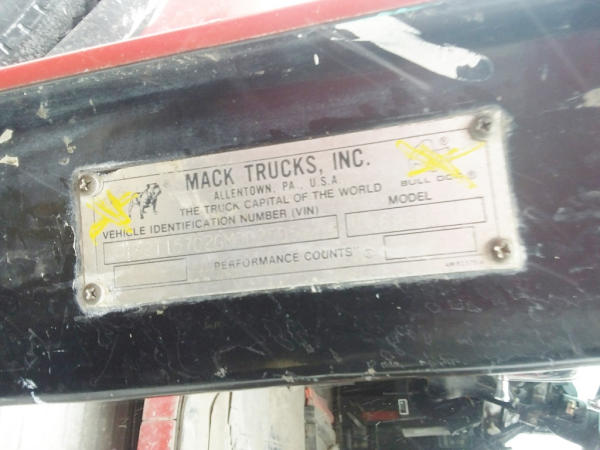 MACK TRUCKS, INC.
ALLENTOWN, PA., U.S.A.
THE TRUCK CAPITAL OF THE WORLD
BULL DOG ®
VEHICLE IDENTIFICATION NUMBER (VIN)
MODEL
PERFORMANCE COUNTS